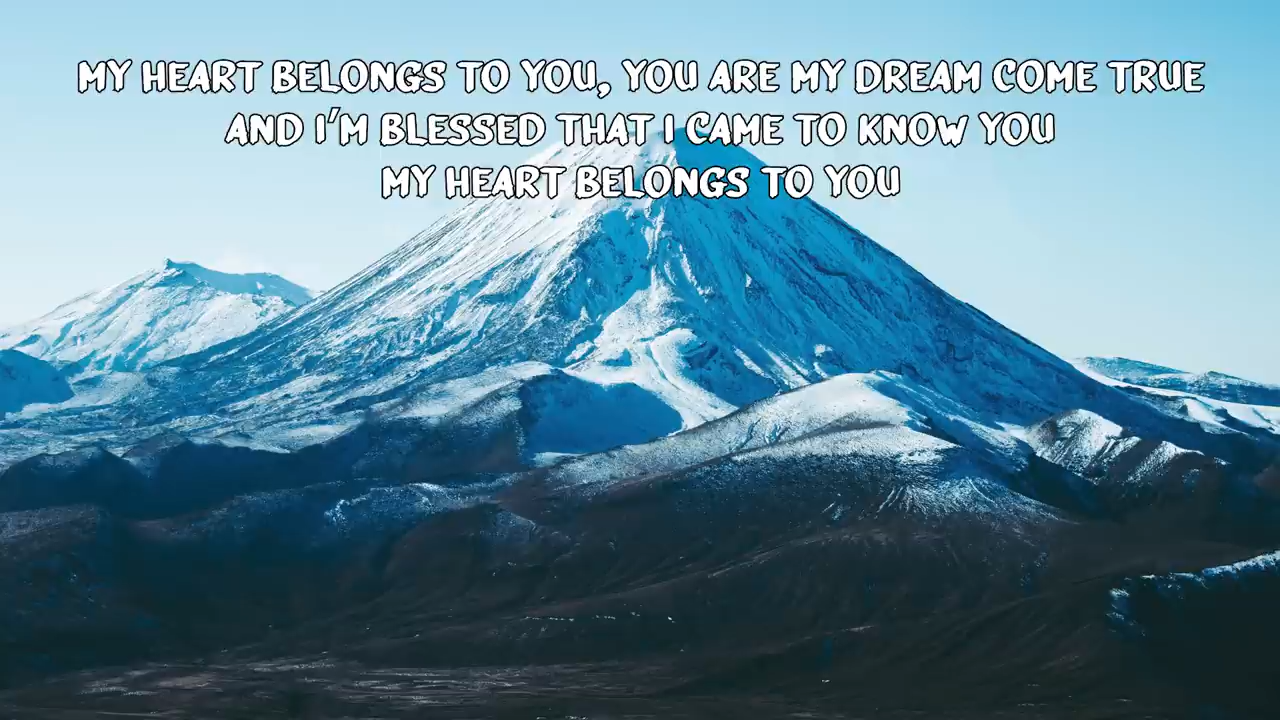 MY HEART BELONGS TO YOU, YOU ARE MY DREAM COME TRUE
AND I'M BLESSED THAT I CAME TO KNOW YOU
MY HEART BELONGS TO YOU